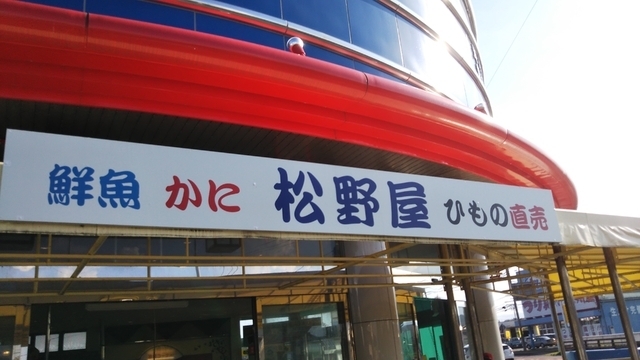 鮮魚 かに 松野屋 ひもの直売